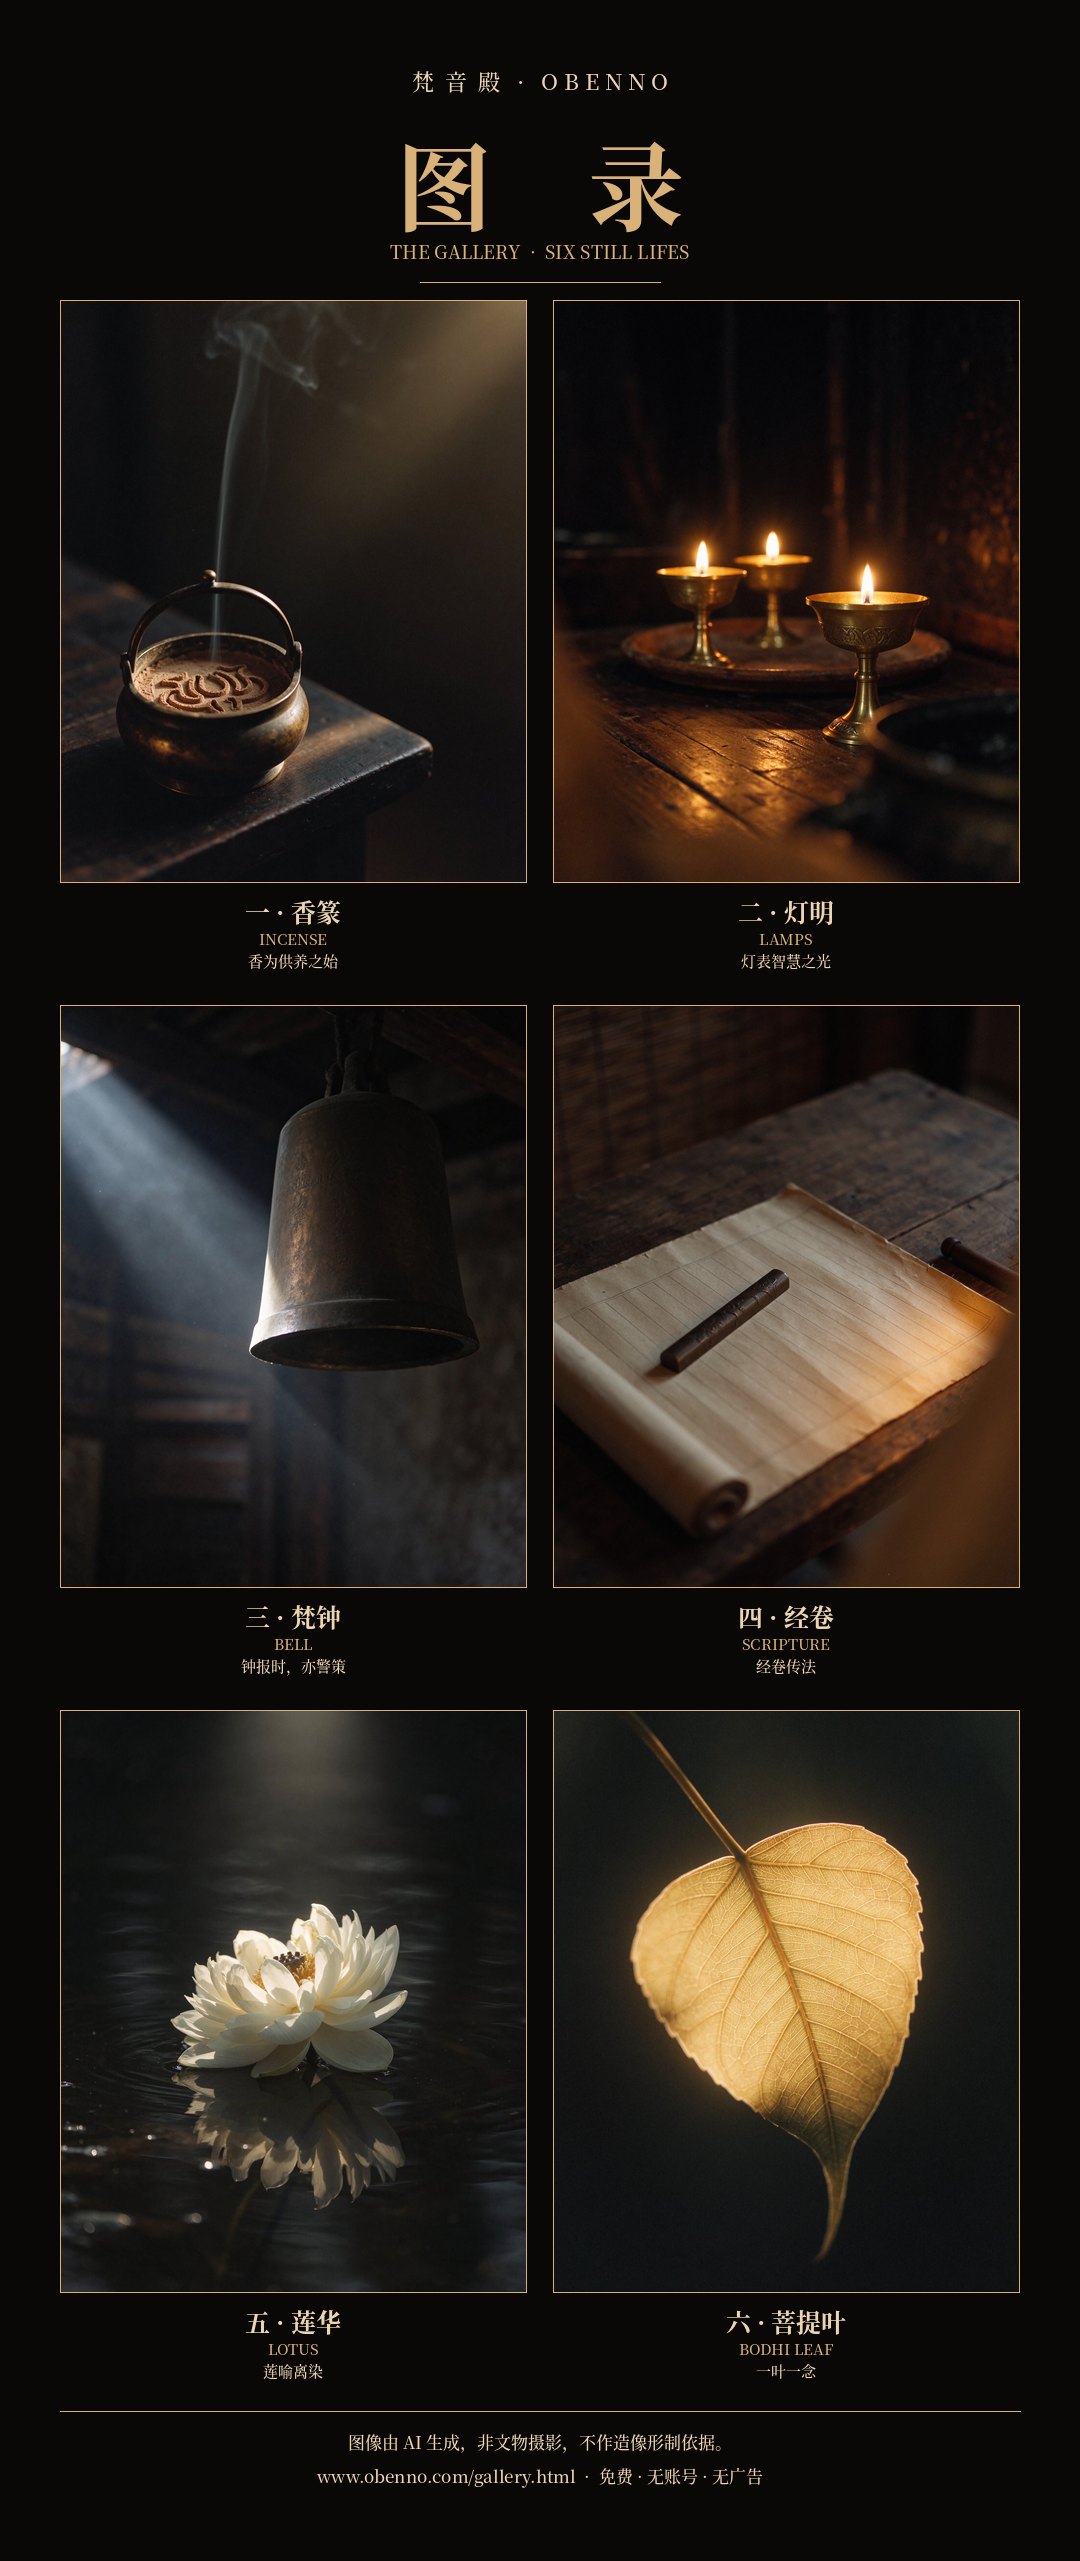 梵音殿 · OBENNO
图 录
THE GALLERY · SIX STILL LIFES
一 · 香篆
INCENSE
香为供养之始
二 · 灯明
LAMPS
灯表智慧之光
三 · 梵钟
BELL
钟报时，亦警策
四 · 经卷
SCRIPTURE
经卷传法
五 · 莲华
LOTUS
莲喻离染
六 · 菩提叶
BODHI LEAF
一叶一念
图像由 AI 生成，非文物摄影，不作造像形制依据。
www.obenno.com/gallery.html · 免费 · 无账号 · 无广告